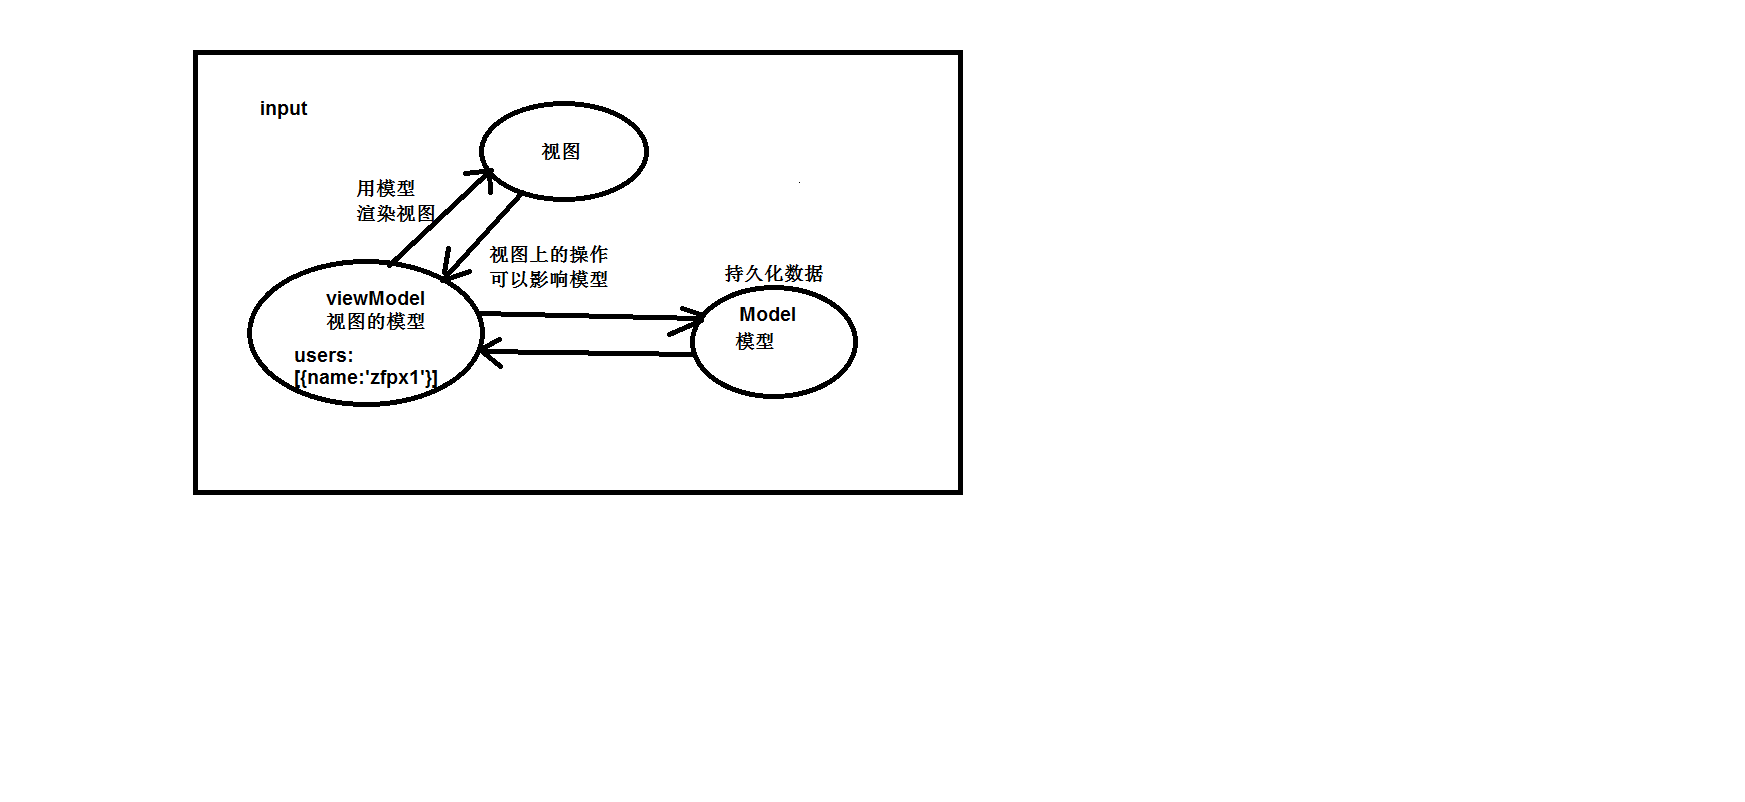 input
视图
用模型
渲染视图
视图上的操作
可以影响模型
持久化数据
viewModel
视图的模型
users:
[{name:'zfpx1'}]
Model
模型